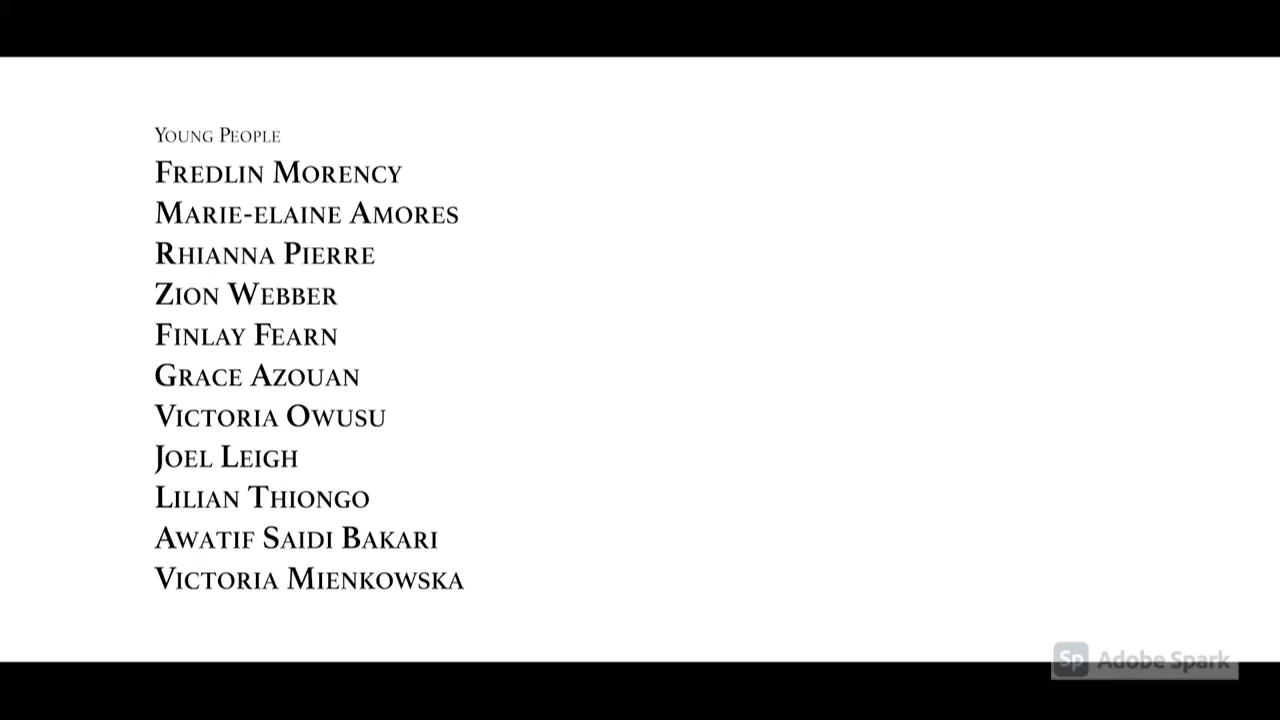 Young People
Fredlin Morency
Marie-elaine Amores
Rhianna Pierre
Zion Webber
Finlay Fearn
Grace Azouan
Victoria Owusu
Joel Leigh
Lilian Thiongo
Awatif Saidi Bakari
Victoria Mienkowska
Sp Adobe Spark